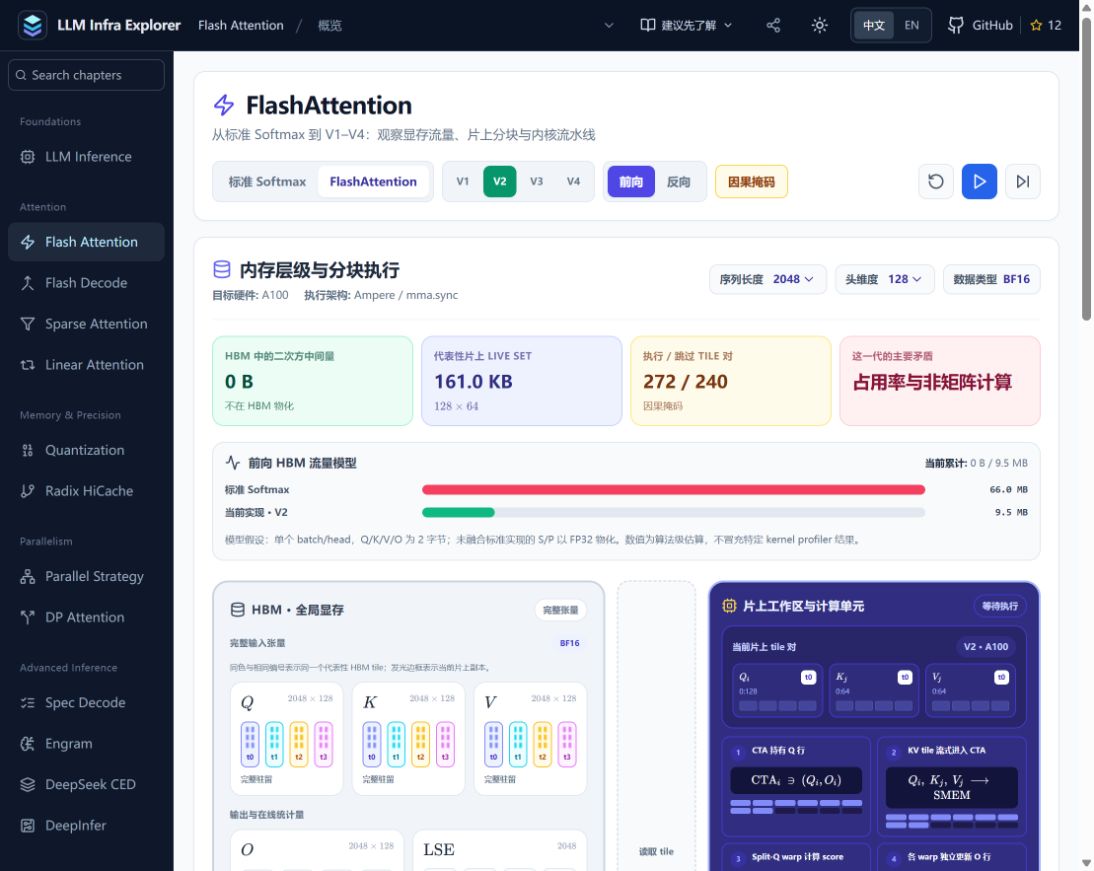 LLM Infra Explorer
Flash Attention / 概览
建议先了解
中文 EN
GitHub 12
Search chapters
Foundations
LLM Inference
Attention
Flash Attention
Flash Decode
Sparse Attention
Linear Attention
Memory & Precision
Quantization
Radix HiCache
Parallelism
Parallel Strategy
DP Attention
Advanced Inference
Spec Decode
Engram
DeepSeek CED
DeepInfer
FlashAttention
从标准 Softmax 到 V1–V4：观察显存流量、片上分块与内核流水线
标准 Softmax FlashAttention V1 V2 V3 V4 前向 反向 因果掩码
内存层级与分块执行
目标硬件: A100 执行架构: Ampere / mma.sync
序列长度 2048 头维度 128 数据类型 BF16
HBM 中的二次方中间量
0 B
不在 HBM 物化
代表性片上 LIVE SET
161.0 KB
128 × 64
执行 / 跳过 TILE 对
272 / 240
因果掩码
这一代的主要矛盾
占用率与非矩阵计算
前向 HBM 流量模型
当前累计: 0 B / 9.5 MB
标准 Softmax 66.0 MB
当前实现 • V2 9.5 MB
模型假设：单个 batch/head，Q/K/V/O 为 2 字节；未融合标准实现的 S/P 以 FP32 物化。数值为算法级估算，不冒充特定 kernel profiler 结果。
HBM • 全局显存 完整张量
完整输入张量 BF16
同色与相同编号表示同一个代表性 HBM tile；发光边框表示当前片上副本。
Q 2048 × 128
t0 t1 t2 t3
完整驻留
K 2048 × 128
t0 t1 t2 t3
完整驻留
V 2048 × 128
t0 t1 t2 t3
完整驻留
输出与在线统计量
O 2048 × 128
LSE 2048
读取 tile
片上工作区与计算单元 等待执行
当前片上 tile 对 V2 • A100
Qi t0
0:128
Kj t0
0:64
Vj t0
0:64
1 CTA 持有 Q 行
CTAi ∋ (Qi, Oi)
2 KV tile 流式进入 CTA
Qi, Kj, Vj ⟶
SMEM
3 Split-Q warp 计算 score
4 各 warp 独立更新 O 行